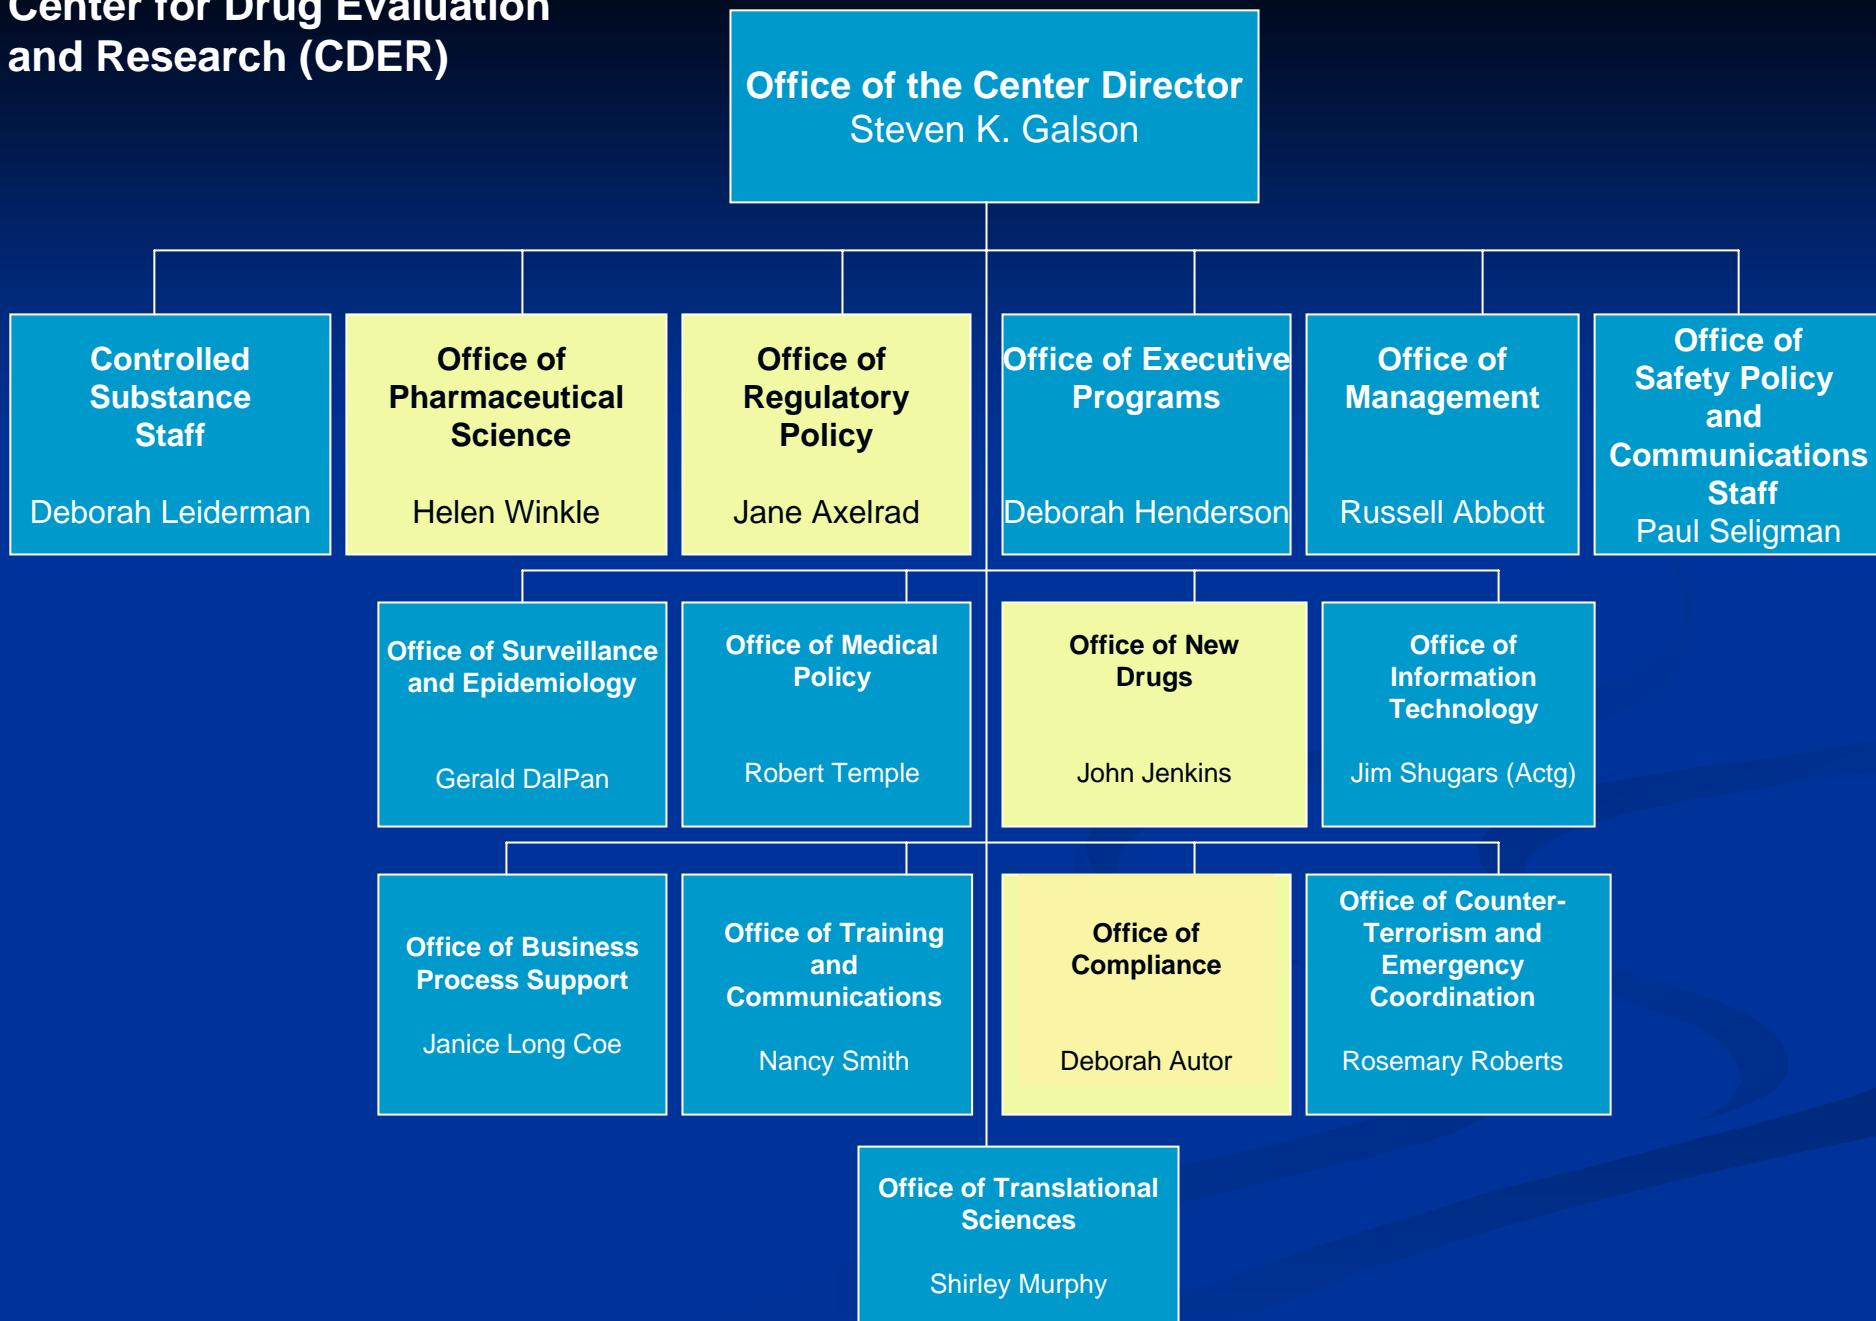 Center for Drug Evaluation
and Research (CDER)
Office of the Center Director
Steven K. Galson
Controlled
Substance
Staff
Deborah Leiderman
Office of
Pharmaceutical
Science
Helen Winkle
Office of
Regulatory
Policy
Jane Axelrad
Office of Executive
Programs
Deborah Henderson
Office of
Management
Russell Abbott
Office of
Safety Policy
and
Communications
Staff
Paul Seligman
Office of Surveillance
and Epidemiology
Gerald DalPan
Office of Medical
Policy
Robert Temple
Office of New
Drugs
John Jenkins
Office of
Information
Technology
Jim Shugars (Actg)
Office of Business
Process Support
Janice Long Coe
Office of Training
and
Communications
Nancy Smith
Office of
Compliance
Deborah Autor
Office of Counter-
Terrorism and
Emergency
Coordination
Rosemary Roberts
Office of Translational
Sciences
Shirley Murphy